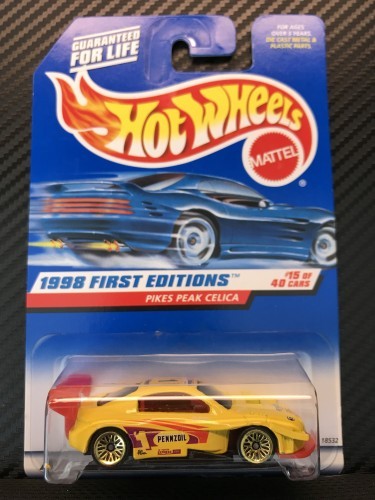 GUARANTEED
FOR LIFE
FOR AGES
OVER 3 YEARS.
DIE CAST METAL &
PLASTIC PARTS.
HOT WHEELS
MATTEL
®
1998 FIRST EDITIONS™
PIKES PEAK CELICA
#15 OF
40 CARS
PENNZOIL
18532